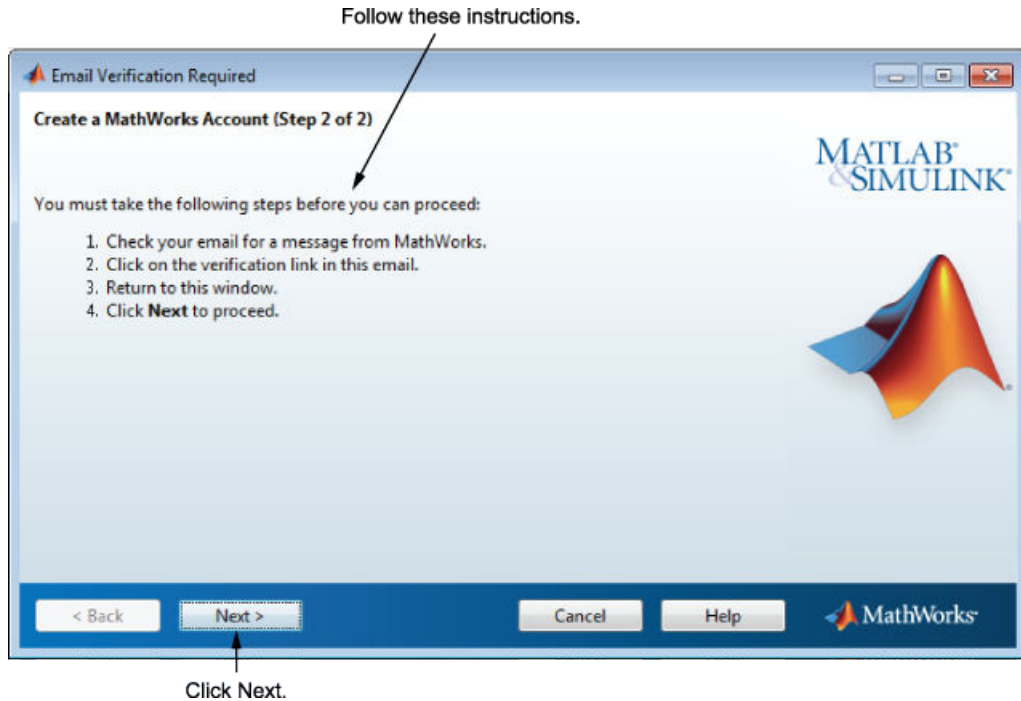 Follow these instructions.
Email Verification Required
Create a MathWorks Account (Step 2 of 2)
MATLAB®
&SIMULINK®
You must take the following steps before you can proceed:
1. Check your email for a message from MathWorks.
2. Click on the verification link in this email.
3. Return to this window.
4. Click Next to proceed.
®
< Back
Next >
Cancel
Help
MathWorks®
Click Next.